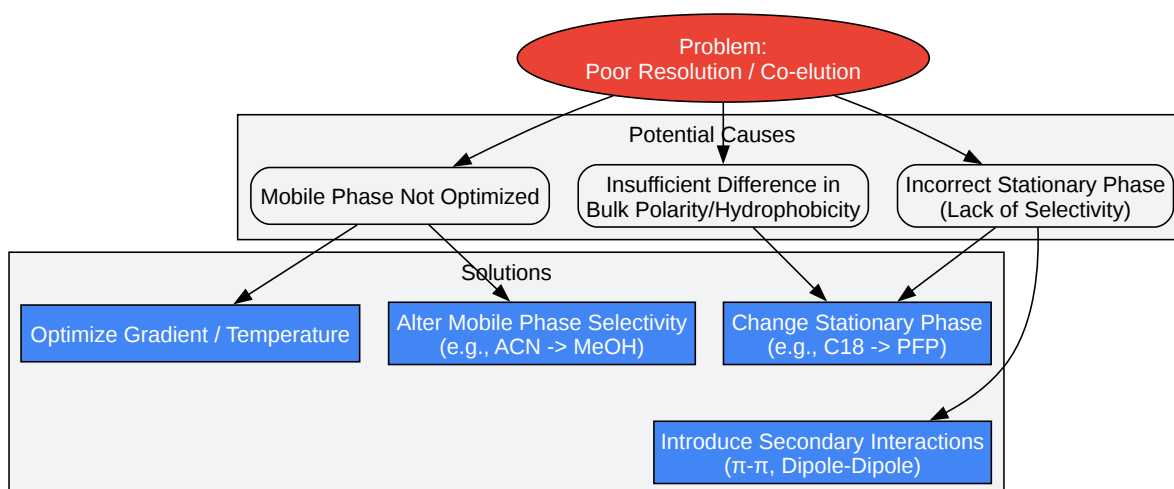 Problem:
Poor Resolution / Co-elution
Potential Causes
Mobile Phase Not Optimized
Insufficient Difference in
Bulk Polarity/Hydrophobicity
Incorrect Stationary Phase
(Lack of Selectivity)
Solutions
Optimize Gradient / Temperature
Alter Mobile Phase Selectivity
(e.g., ACN -> MeOH)
Change Stationary Phase
(e.g., C18 -> PFP)
Introduce Secondary Interactions
(π-π, Dipole-Dipole)